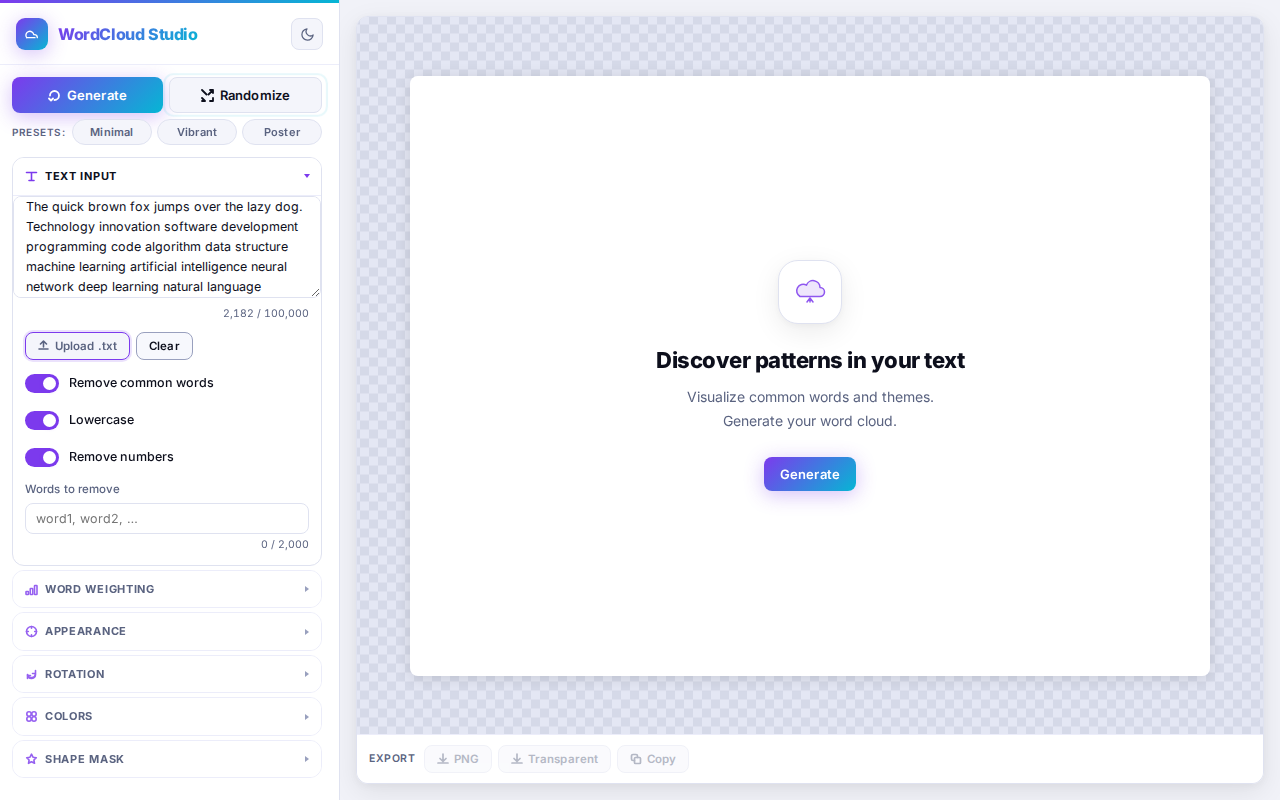 WordCloud Studio
Generate
Randomize
PRESETS:
Minimal
Vibrant
Poster
TEXT INPUT
The quick brown fox jumps over the lazy dog.
Technology innovation software development
programming code algorithm data structure
machine learning artificial intelligence neural
network deep learning natural language
2,182 / 100,000
Upload .txt
Clear
Remove common words
Lowercase
Remove numbers
Words to remove
word1, word2, ...
0 / 2,000
WORD WEIGHTING
APPEARANCE
ROTATION
COLORS
SHAPE MASK
Discover patterns in your text
Visualize common words and themes.
Generate your word cloud.
Generate
EXPORT
PNG
Transparent
Copy